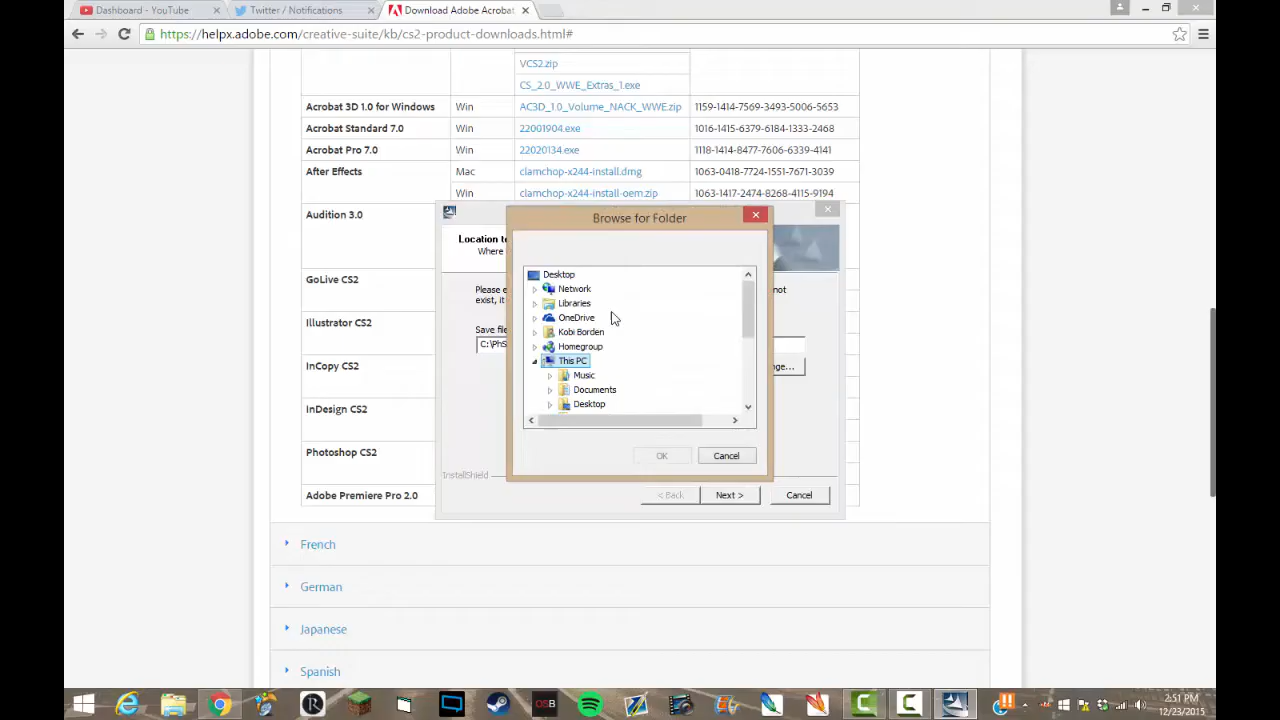 Dashboard - YouTube
Twitter / Notifications
Download Adobe Acrobat
https://helpx.adobe.com/creative-suite/kb/cs2-product-downloads.html#
VCS2.zip
CS_2.0_WWE_Extras_1.exe
Acrobat 3D 1.0 for Windows Win AC3D_1.0_Volume_NACK_WWE.zip 1159-1414-7569-3493-5006-5653
Acrobat Standard 7.0 Win 22001904.exe 1016-1415-6379-6184-1333-2468
Acrobat Pro 7.0 Win 22020134.exe 1118-1414-8477-7606-6339-4141
After Effects Mac clamchop-x244-install.dmg 1063-0418-7724-1551-7671-3039
Win clamchop-x244-install-oem.zip 1063-1417-2474-8268-4115-9194
Audition 3.0
GoLive CS2
Illustrator CS2
InCopy CS2
InDesign CS2
Photoshop CS2
Adobe Premiere Pro 2.0
Location to
Where
Please e
not
exist, it
Save file
C:\PhS
nge...
InstallShield
< Back
Next >
Cancel
Browse for Folder
Desktop
Network
Libraries
OneDrive
Kobi Borden
Homegroup
This PC
Music
Documents
Desktop
OK
Cancel
French
German
Japanese
Spanish
OSB
2:51 PM
12/23/2015